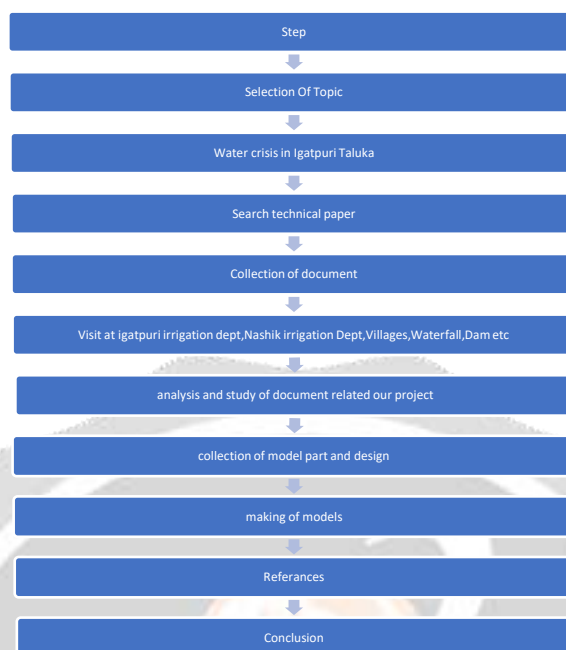 Step
Selection Of Topic
Water crisis in Igatpuri Taluka
Search technical paper
Collection of document
Visit at igatpuri irrigation dept,Nashik irrigation Dept,Villages,Waterfall,Dam etc
analysis and study of document related our project
collection of model part and design
making of models
Referances
Conclusion